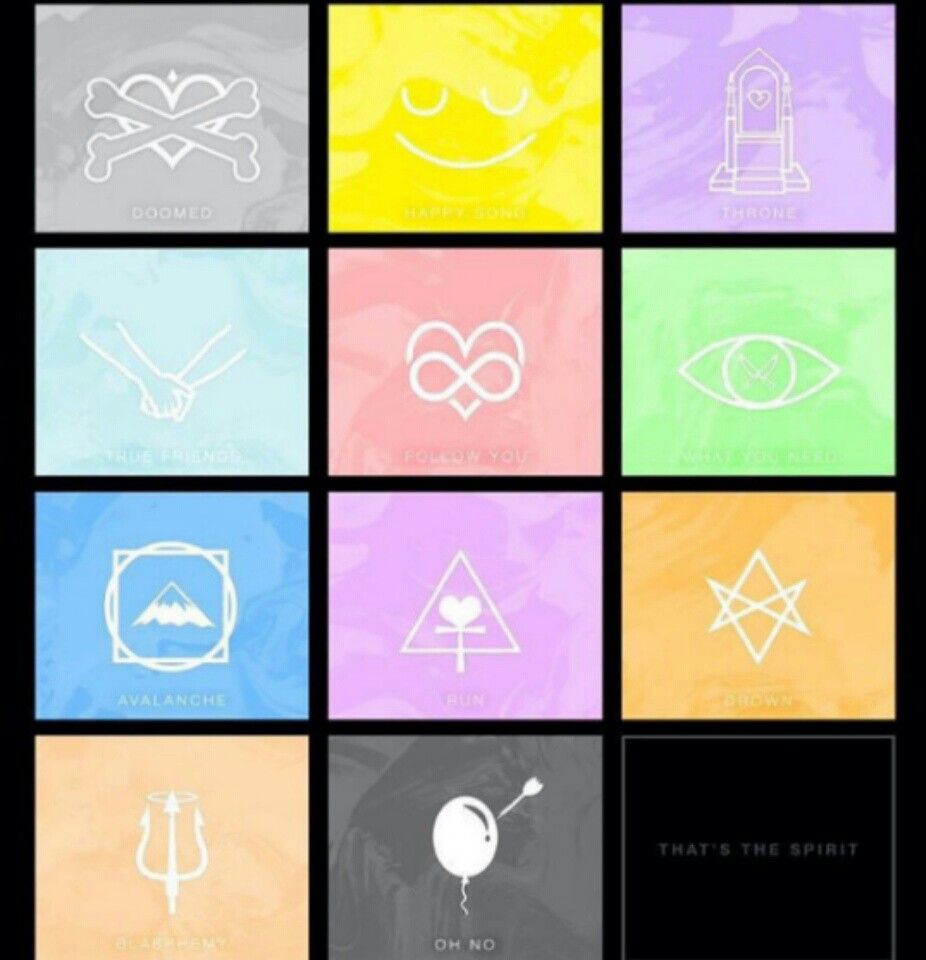 DOOMED
HAPPY SONG
THRONE
TRUE FRIENDS
FOLLOW YOU
WHAT YOU NEED
AVALANCHE
RUN
DROWN
BLASPHEMY
OH NO
THAT'S THE SPIRIT